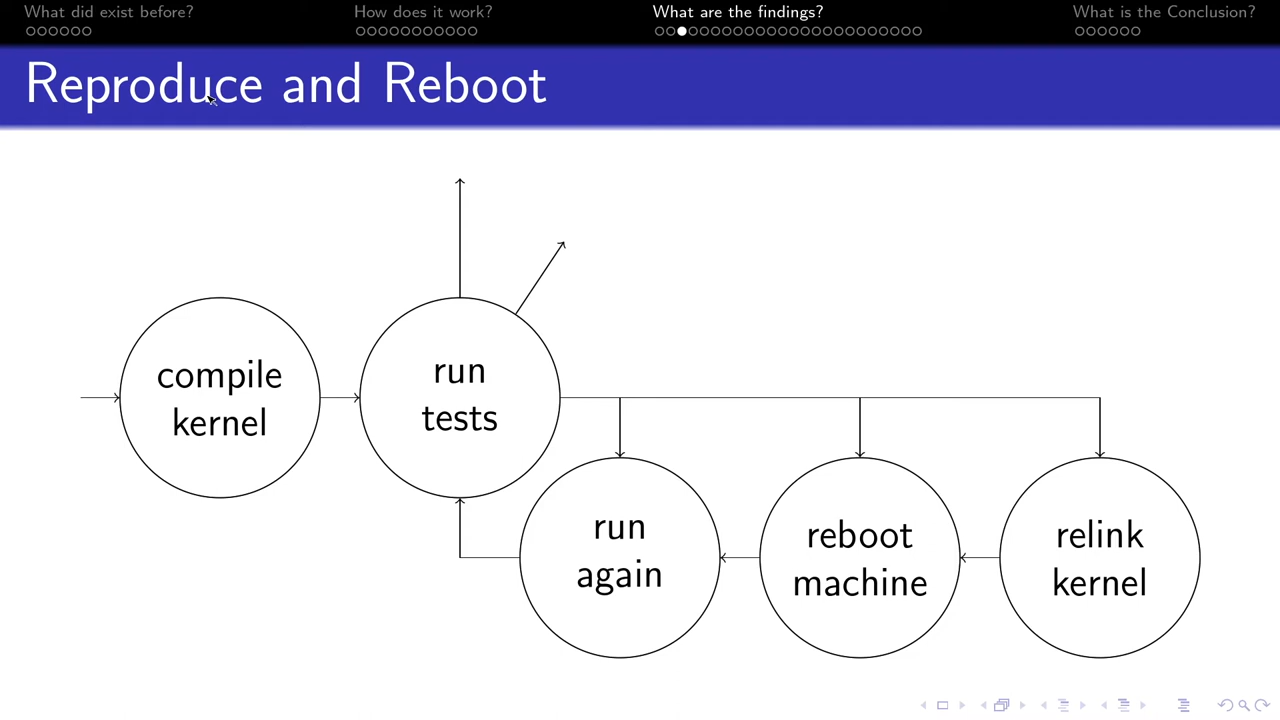 What did exist before?
How does it work?
What are the findings?
What is the Conclusion?
Reproduce and Reboot
compile
kernel
run
tests
run
again
reboot
machine
relink
kernel